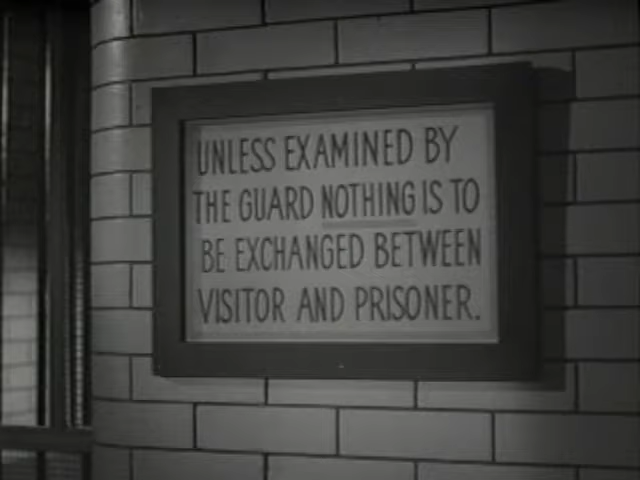 UNLESS EXAMINED BY
THE GUARD NOTHING IS TO
BE EXCHANGED BETWEEN
VISITOR AND PRISONER.